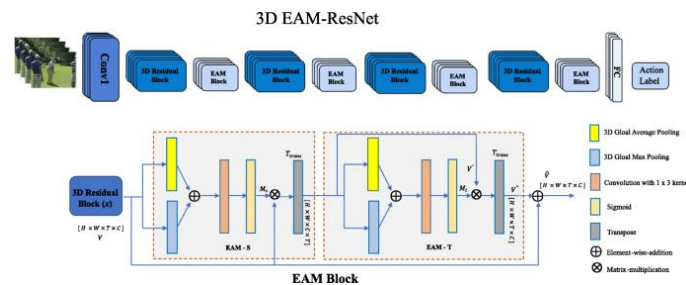 3D EAM-ResNet
Conv1
3D Residual
Block
EAM
Block
3D Residual
Block
EAM
Block
3D Residual
Block
EAM
Block
3D Residual
Block
EAM
Block
FC
Action
Label
3D Gloal Average Pooling
3D Gloal Max Pooling
Convolution with 1 x 3 kernel
Sigmoid
Transpose
Element-wise-addition
Matrix-multiplication
3D Residual
Block (x)
[H × W × T × C]
V
M_s
T_trans
[H × W × C × T]
EAM - S
V'
M_t
T_trans
V''
[H × W × T × C]
EAM - T
[H × W × T × C]
EAM Block